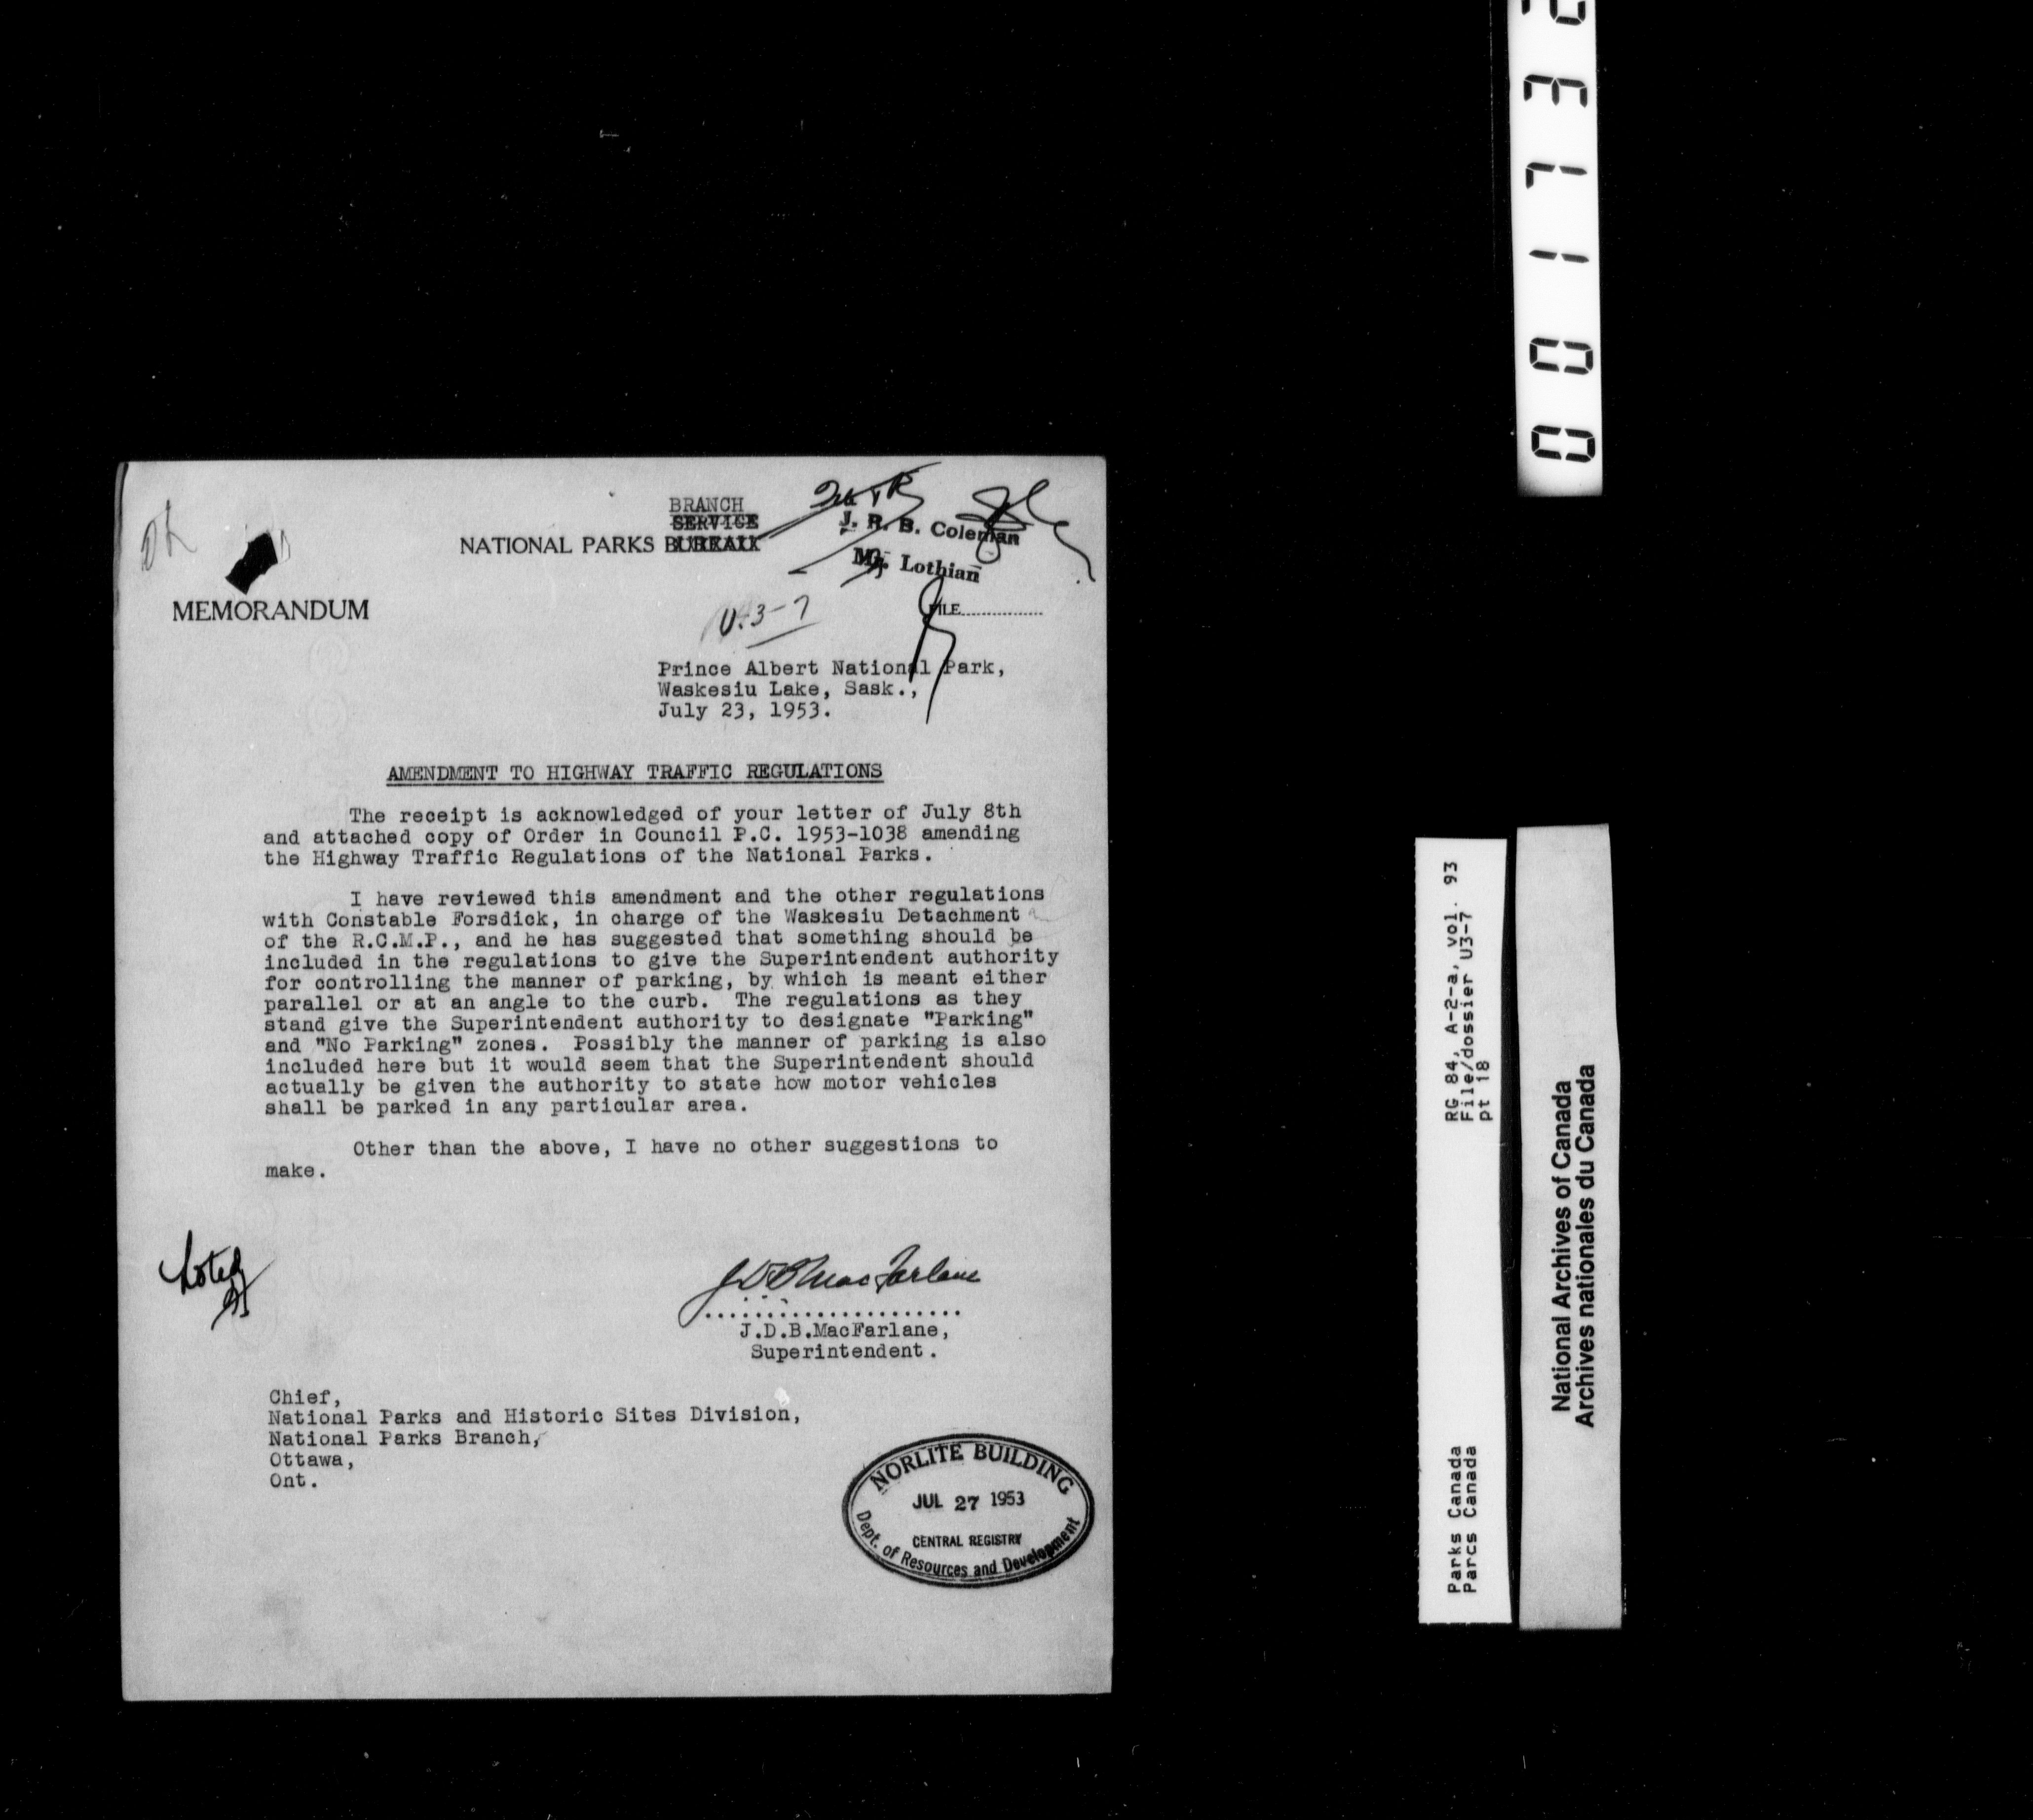 BRANCH
SERVICE
NATIONAL PARKS BUREAU
J. R. B. Coleman
Mr. Lothian
MEMORANDUM
FILE
U.3-7
Prince Albert National Park,
Waskesiu Lake, Sask.,
July 23, 1953.
AMENDMENT TO HIGHWAY TRAFFIC REGULATIONS
The receipt is acknowledged of your letter of July 8th
and attached copy of Order in Council P.C. 1953-1038 amending
the Highway Traffic Regulations of the National Parks.
I have reviewed this amendment and the other regulations
with Constable Forsdick, in charge of the Waskesiu Detachment
of the R.C.M.P., and he has suggested that something should be
included in the regulations to give the Superintendent authority
for controlling the manner of parking, by which is meant either
parallel or at an angle to the curb. The regulations as they
stand give the Superintendent authority to designate "Parking"
and "No Parking" zones. Possibly the manner of parking is also
included here but it would seem that the Superintendent should
actually be given the authority to state how motor vehicles
shall be parked in any particular area.
Other than the above, I have no other suggestions to
make.
Noted
J D B MacFarlane
J.D.B.MacFarlane,
Superintendent.
Chief,
National Parks and Historic Sites Division,
National Parks Branch,
Ottawa,
Ont.
NORLITE BUILDING
JUL 27 1953
CENTRAL REGISTRY
Dept. of Resources and Development
001732
RG 84, A-2-a, vol. 93
File/dossier U3-7
pt 18
Parks Canada
Parcs Canada
National Archives of Canada
Archives nationales du Canada